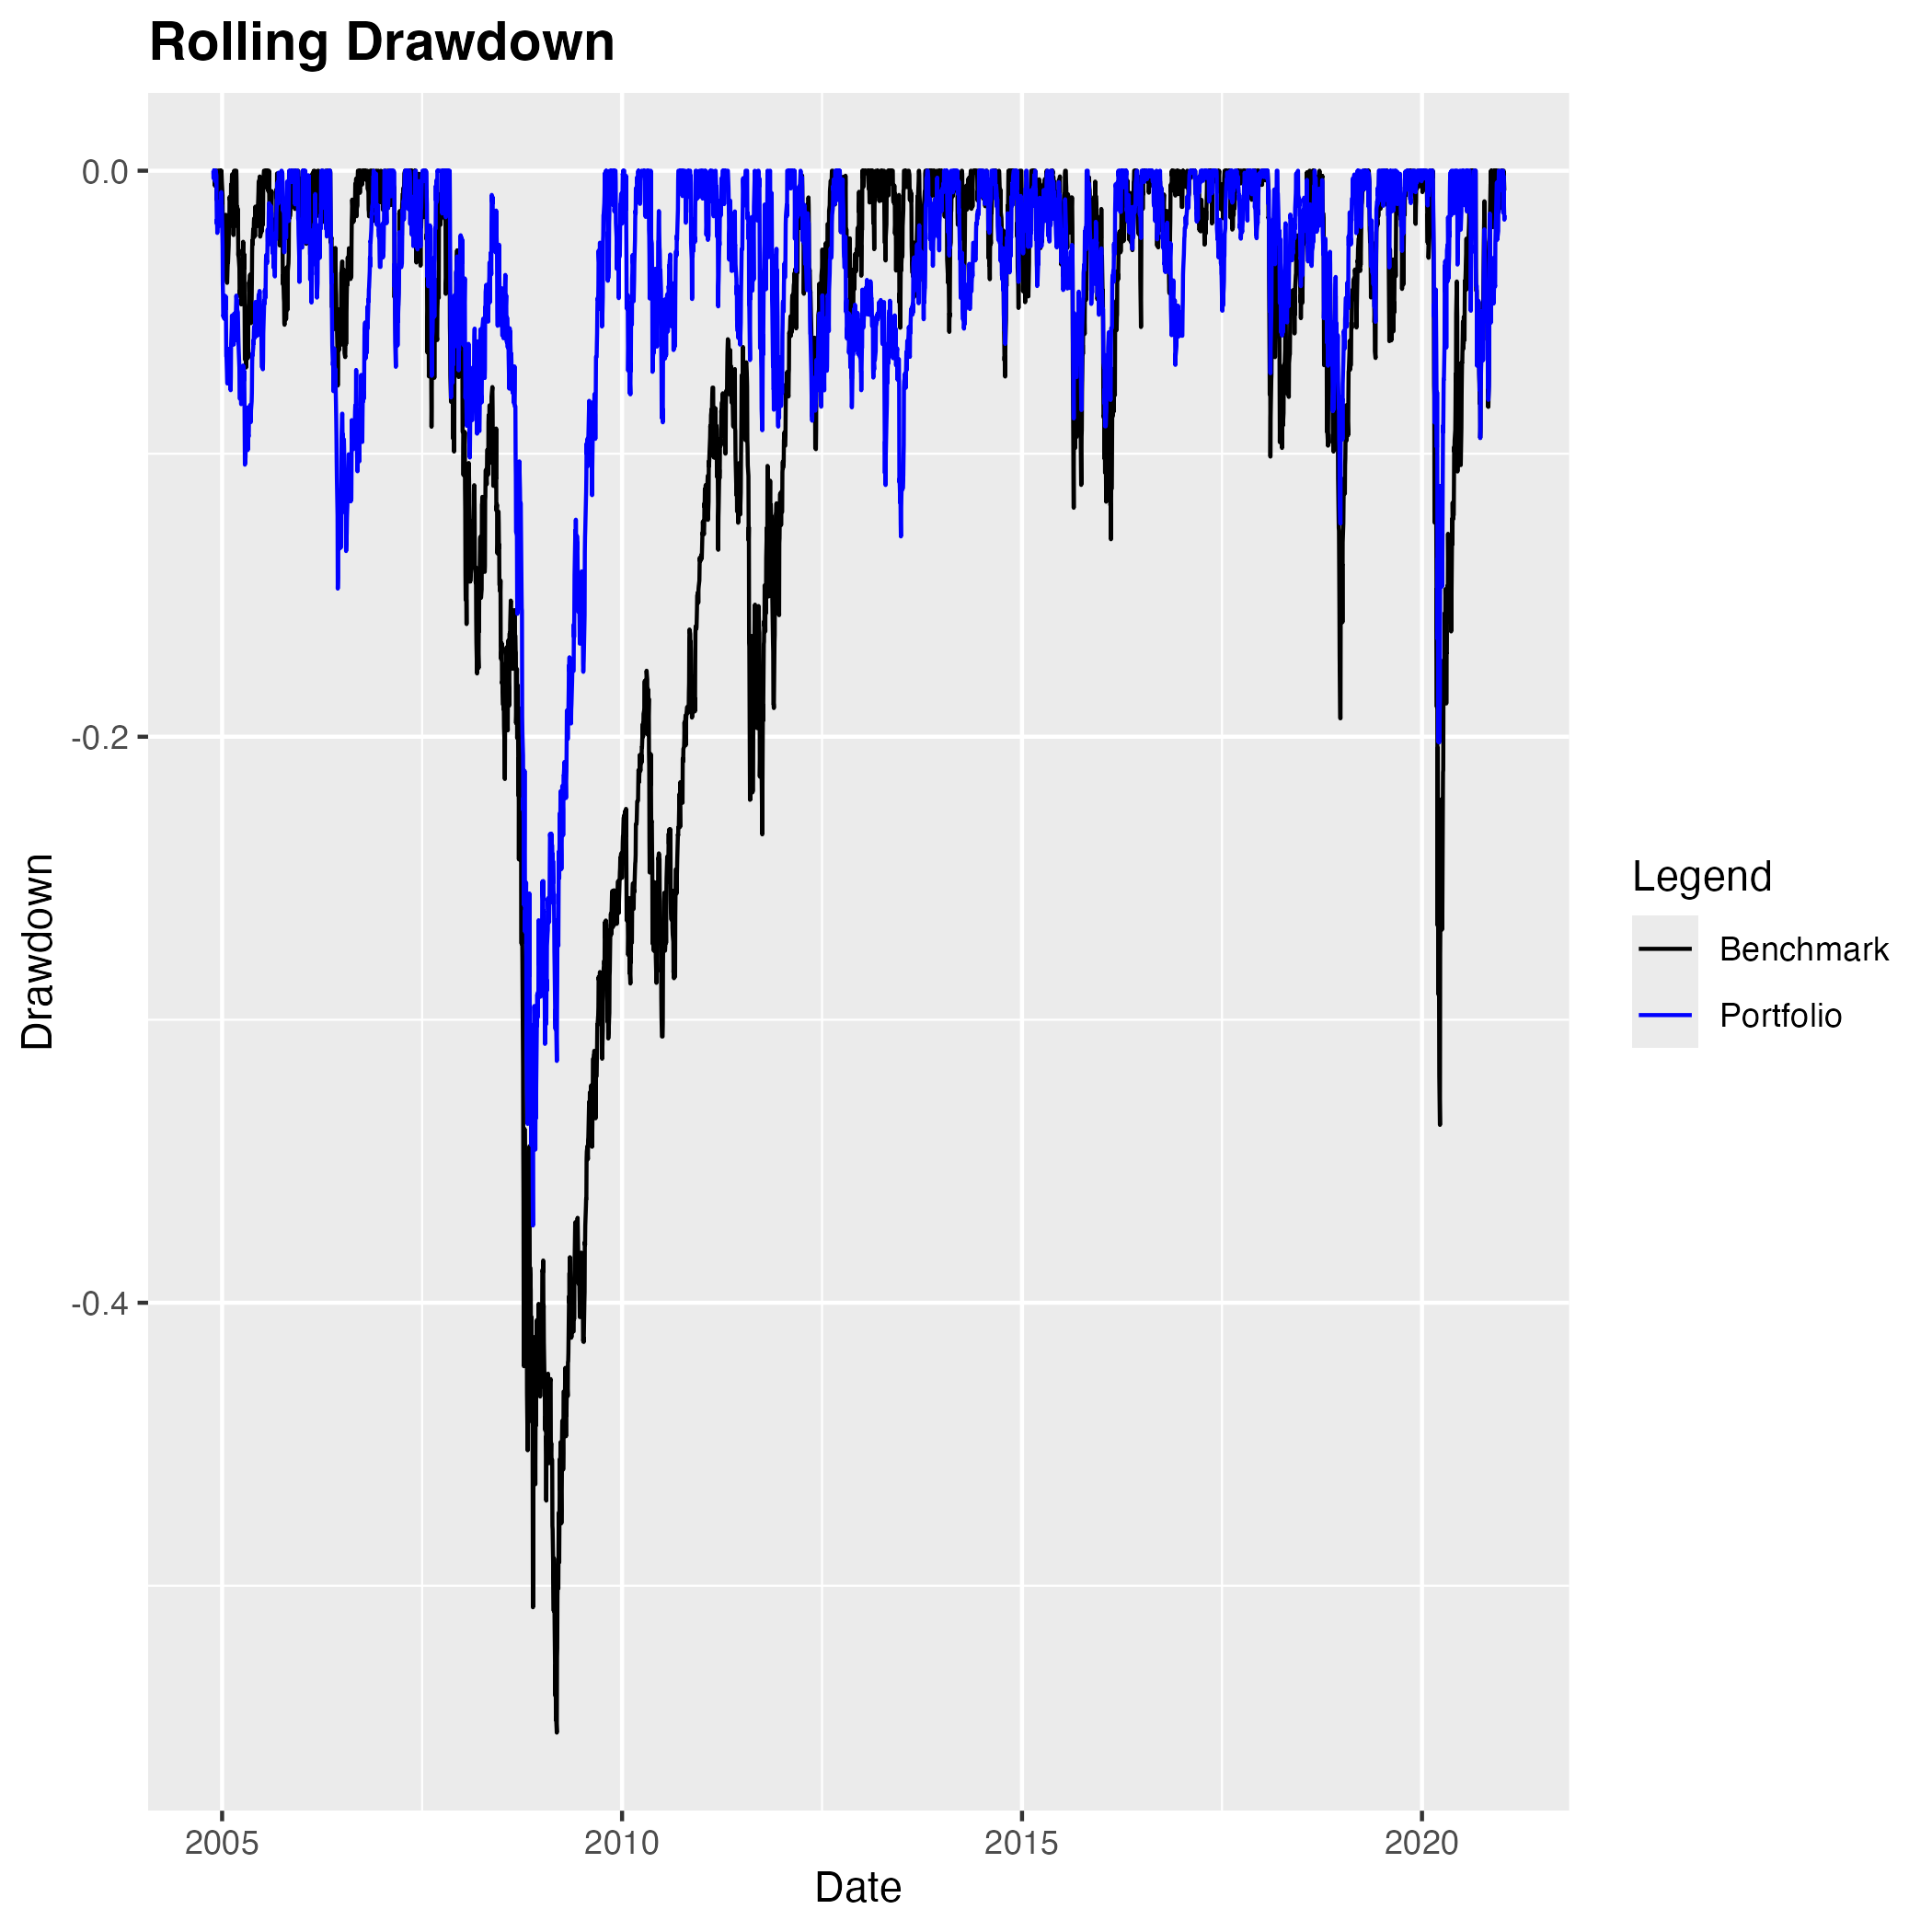 Rolling Drawdown
0.0
-0.2
-0.4
Drawdown
2005 2010 2015 2020
Date
Legend
Benchmark
Portfolio